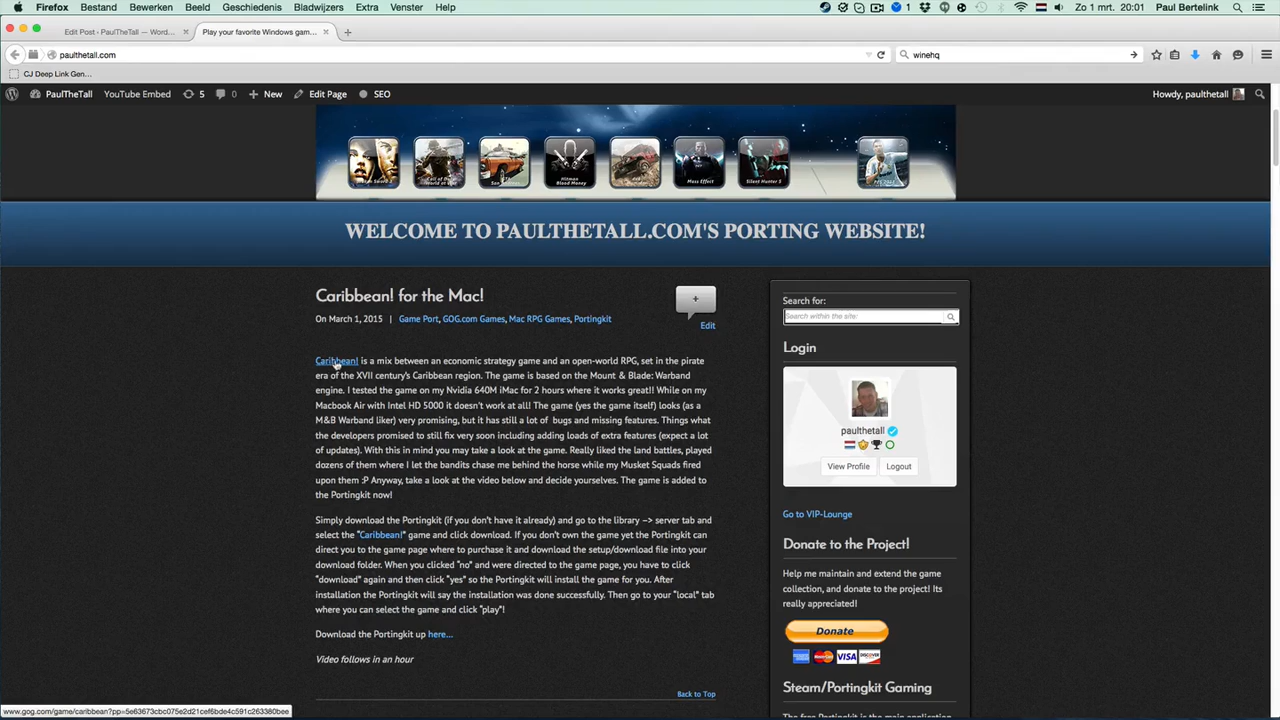 Firefox Bestand Bewerken Beeld Geschiedenis Bladwijzers Extra Venster Help 1 Zo 1 mrt. 20:01 Paul Bertelink
Edit Post - PaulTheTall — Word... Play your favorite Windows gam...
paulthetall.com winehq
CJ Deep Link Gen...
PaulTheTall YouTube Embed 5 0 New Edit Page SEO Howdy, paulthetall
Hitman
Blood Money
Mass Effect
WELCOME TO PAULTHETALL.COM'S PORTING WEBSITE!
Caribbean! for the Mac!
+
On March 1, 2015 | Game Port, GOG.com Games, Mac RPG Games, Portingkit
Edit
Caribbean! is a mix between an economic strategy game and an open-world RPG, set in the pirate
era of the XVII century's Caribbean region. The game is based on the Mount & Blade: Warband
engine. I tested the game on my Nvidia 640M iMac for 2 hours where it works great!! While on my
Macbook Air with Intel HD 5000 it doesn't work at all! The game (yes the game itself) looks (as a
M&B Warband liker) very promising, but it has still a lot of bugs and missing features. Things what
the developers promised to still fix very soon including adding loads of extra features (expect a lot
of updates). With this in mind you may take a look at the game. Really liked the land battles, played
dozens of them where I let the bandits chase me behind the horse while my Musket Squads fired
upon them :P Anyway, take a look at the video below and decide yourselves. The game is added to
the Portingkit now!
Simply download the Portingkit (if you don't have it already) and go to the library –> server tab and
select the "Caribbean!" game and click download. If you don't own the game yet the Portingkit can
direct you to the game page where to purchase it and download the setup/download file into your
download folder. When you clicked "no" and were directed to the game page, you have to click
"download" again and then click "yes" so the Portingkit will install the game for you. After
installation the Portingkit will say the installation was done successfully. Then go to your "local" tab
where you can select the game and click "play"!
Download the Portingkit up here...
Video follows in an hour
Back to Top
Search for:
Search within the site:
Login
paulthetall
View Profile Logout
Go to VIP-Lounge
Donate to the Project!
Help me maintain and extend the game
collection, and donate to the project! Its
really appreciated!
Donate
VISA DISCOVER
Steam/Portingkit Gaming
www.gog.com/game/caribbean?pp=5e63673cbc075e2d21cef6bde4c591c263380bee